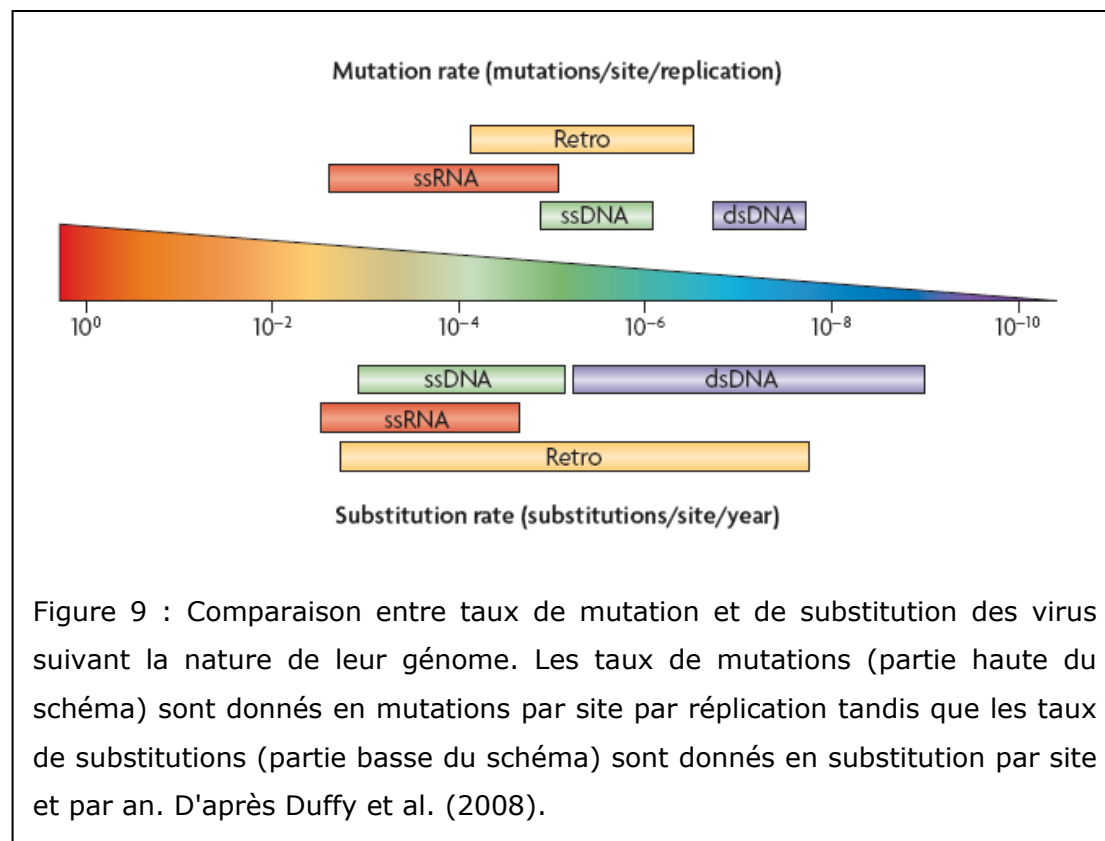 Mutation rate (mutations/site/replication)
Retro
ssRNA
ssDNA dsDNA
10⁰ 10⁻² 10⁻⁴ 10⁻⁶ 10⁻⁸ 10⁻¹⁰
ssDNA dsDNA
ssRNA
Retro
Substitution rate (substitutions/site/year)
Figure 9 : Comparaison entre taux de mutation et de substitution des virus
suivant la nature de leur génome. Les taux de mutations (partie haute du
schéma) sont donnés en mutations par site par réplication tandis que les taux
de substitutions (partie basse du schéma) sont donnés en substitution par site
et par an. D'après Duffy et al. (2008).